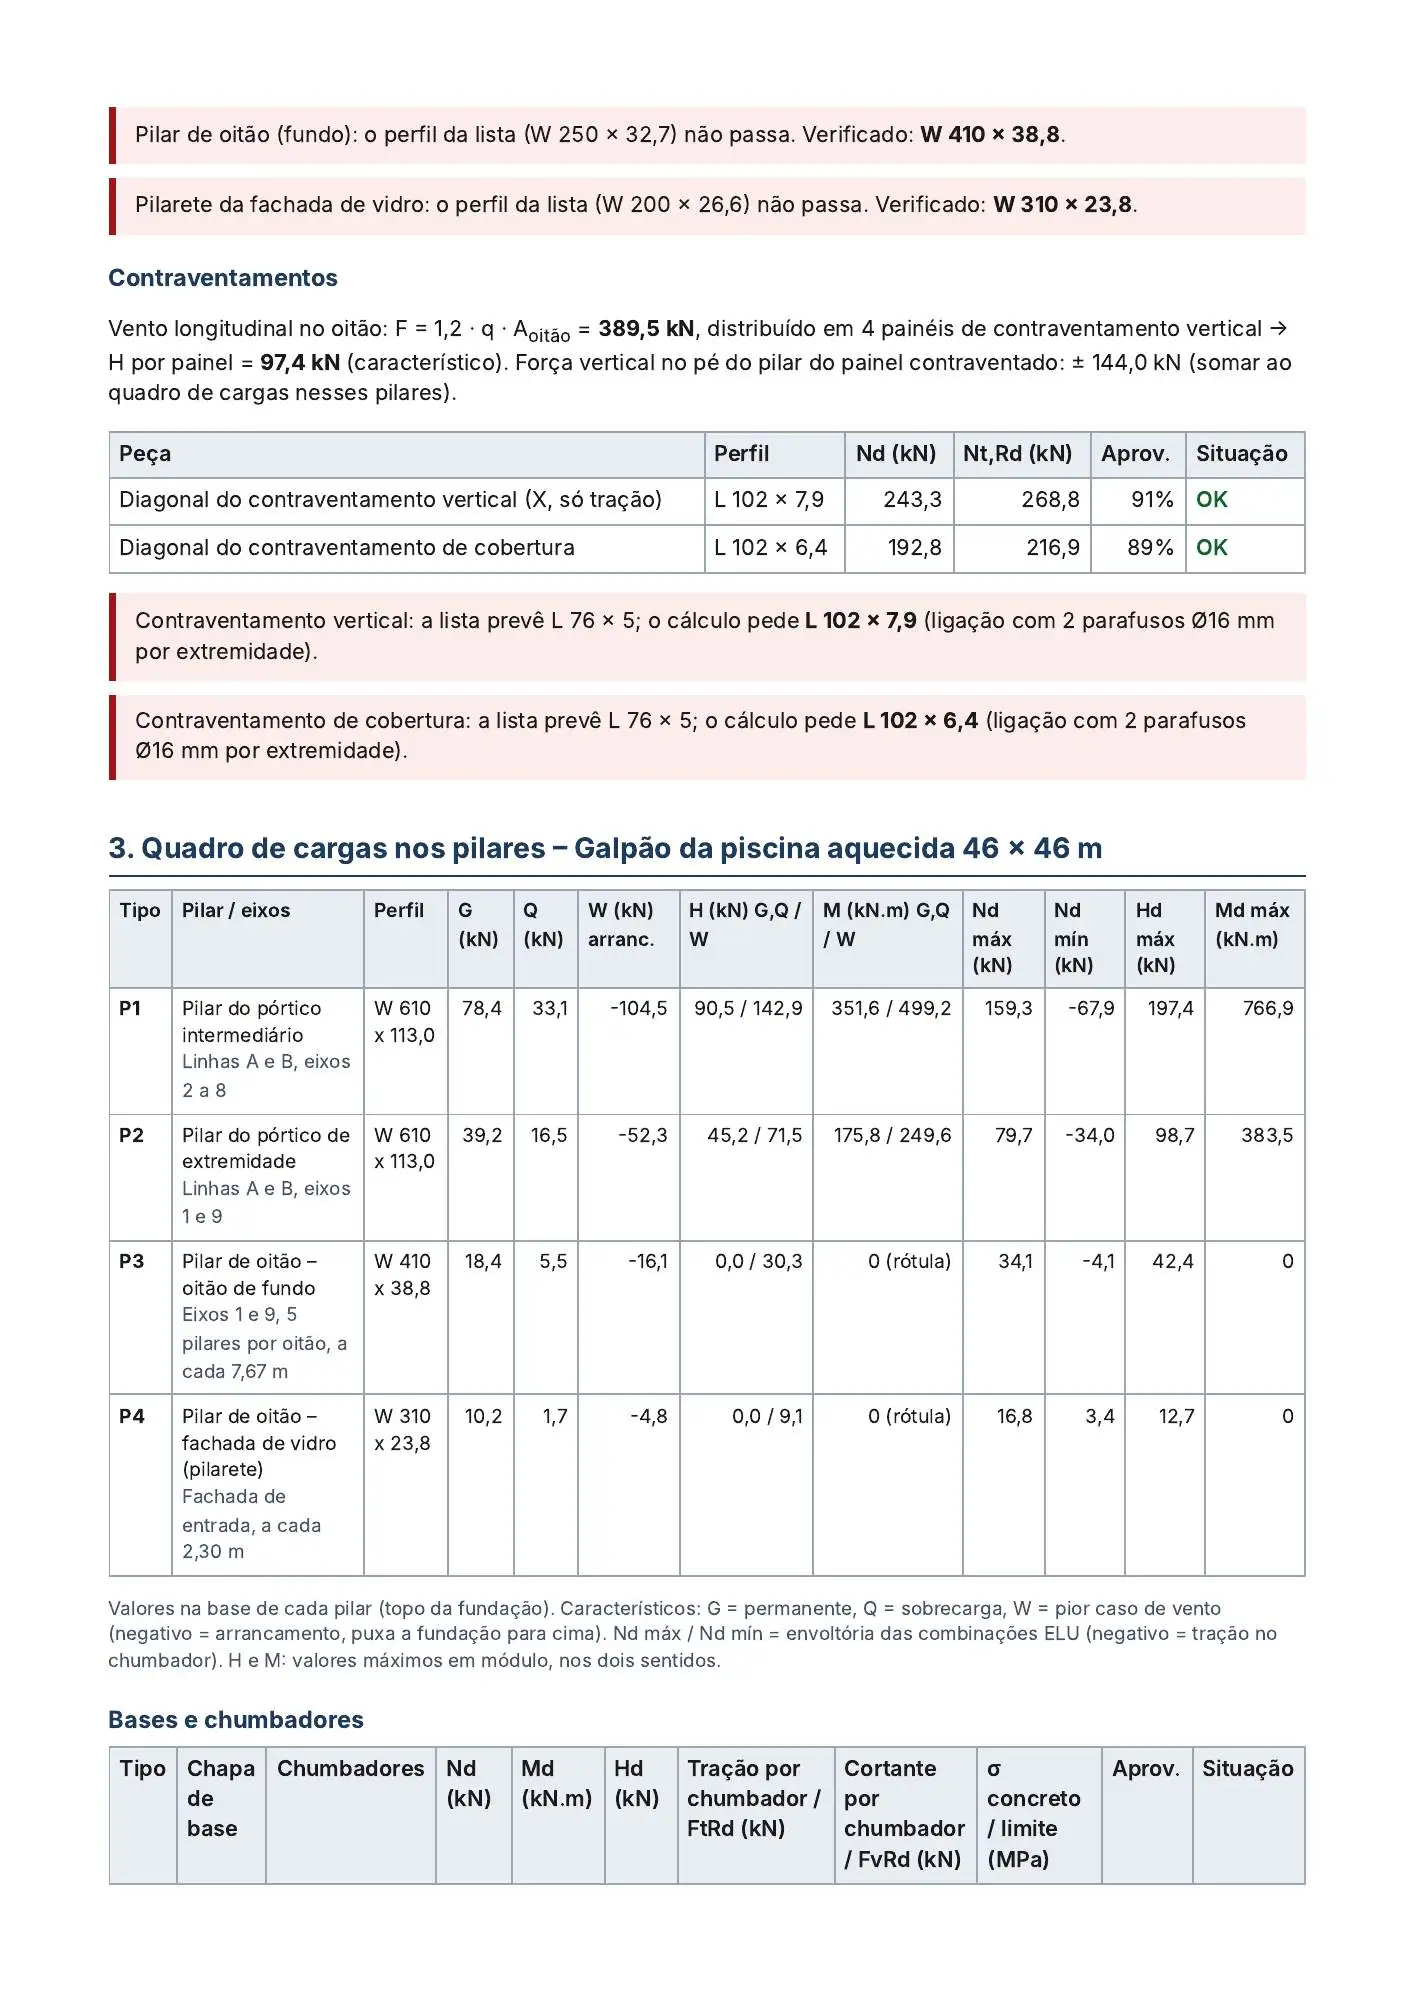 Pilar de oitão (fundo): o perfil da lista (W 250 × 32,7) não passa. Verificado: W 410 × 38,8.
Pilarete da fachada de vidro: o perfil da lista (W 200 × 26,6) não passa. Verificado: W 310 × 23,8.
Contraventamentos
Vento longitudinal no oitão: F = 1,2 · q · Aoitão = 389,5 kN, distribuído em 4 painéis de contraventamento vertical →
H por painel = 97,4 kN (característico). Força vertical no pé do pilar do painel contraventado: ± 144,0 kN (somar ao
quadro de cargas nesses pilares).
Peça Perfil Nd (kN) Nt,Rd (kN) Aprov. Situação
Diagonal do contraventamento vertical (X, só tração) L 102 × 7,9 243,3 268,8 91% OK
Diagonal do contraventamento de cobertura L 102 × 6,4 192,8 216,9 89% OK
Contraventamento vertical: a lista prevê L 76 × 5; o cálculo pede L 102 × 7,9 (ligação com 2 parafusos Ø16 mm
por extremidade).
Contraventamento de cobertura: a lista prevê L 76 × 5; o cálculo pede L 102 × 6,4 (ligação com 2 parafusos
Ø16 mm por extremidade).
3. Quadro de cargas nos pilares – Galpão da piscina aquecida 46 × 46 m
Tipo Pilar / eixos Perfil G Q W (kN) H (kN) G,Q / M (kN.m) G,Q Nd Nd Hd Md máx
(kN) (kN) arranc. W / W máx mín máx (kN.m)
(kN) (kN) (kN)
P1 Pilar do pórtico W 610 78,4 33,1 -104,5 90,5 / 142,9 351,6 / 499,2 159,3 -67,9 197,4 766,9
intermediário x 113,0
Linhas A e B, eixos
2 a 8
P2 Pilar do pórtico de W 610 39,2 16,5 -52,3 45,2 / 71,5 175,8 / 249,6 79,7 -34,0 98,7 383,5
extremidade x 113,0
Linhas A e B, eixos
1 e 9
P3 Pilar de oitão – W 410 18,4 5,5 -16,1 0,0 / 30,3 0 (rótula) 34,1 -4,1 42,4 0
oitão de fundo x 38,8
Eixos 1 e 9, 5
pilares por oitão, a
cada 7,67 m
P4 Pilar de oitão – W 310 10,2 1,7 -4,8 0,0 / 9,1 0 (rótula) 16,8 3,4 12,7 0
fachada de vidro x 23,8
(pilarete)
Fachada de
entrada, a cada
2,30 m
Valores na base de cada pilar (topo da fundação). Característicos: G = permanente, Q = sobrecarga, W = pior caso de vento
(negativo = arrancamento, puxa a fundação para cima). Nd máx / Nd mín = envoltória das combinações ELU (negativo = tração no
chumbador). H e M: valores máximos em módulo, nos dois sentidos.
Bases e chumbadores
Tipo Chapa Chumbadores Nd Md Hd Tração por Cortante σ Aprov. Situação
de (kN) (kN.m) (kN) chumbador / por concreto
base FtRd (kN) chumbador / limite
/ FvRd (kN) (MPa)